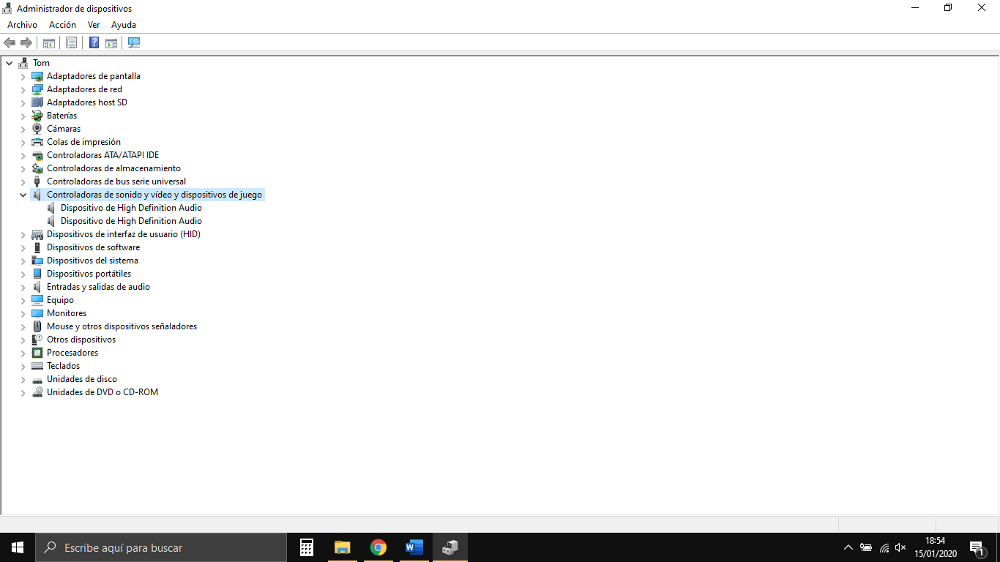 Administrador de dispositivos
Archivo Acción Ver Ayuda
Tom
Adaptadores de pantalla
Adaptadores de red
Adaptadores host SD
Baterías
Cámaras
Colas de impresión
Controladoras ATA/ATAPI IDE
Controladoras de almacenamiento
Controladoras de bus serie universal
Controladoras de sonido y vídeo y dispositivos de juego
Dispositivo de High Definition Audio
Dispositivo de High Definition Audio
Dispositivos de interfaz de usuario (HID)
Dispositivos de software
Dispositivos del sistema
Dispositivos portátiles
Entradas y salidas de audio
Equipo
Monitores
Mouse y otros dispositivos señaladores
Otros dispositivos
Procesadores
Teclados
Unidades de disco
Unidades de DVD o CD-ROM
Escribe aquí para buscar
18:54
15/01/2020
1